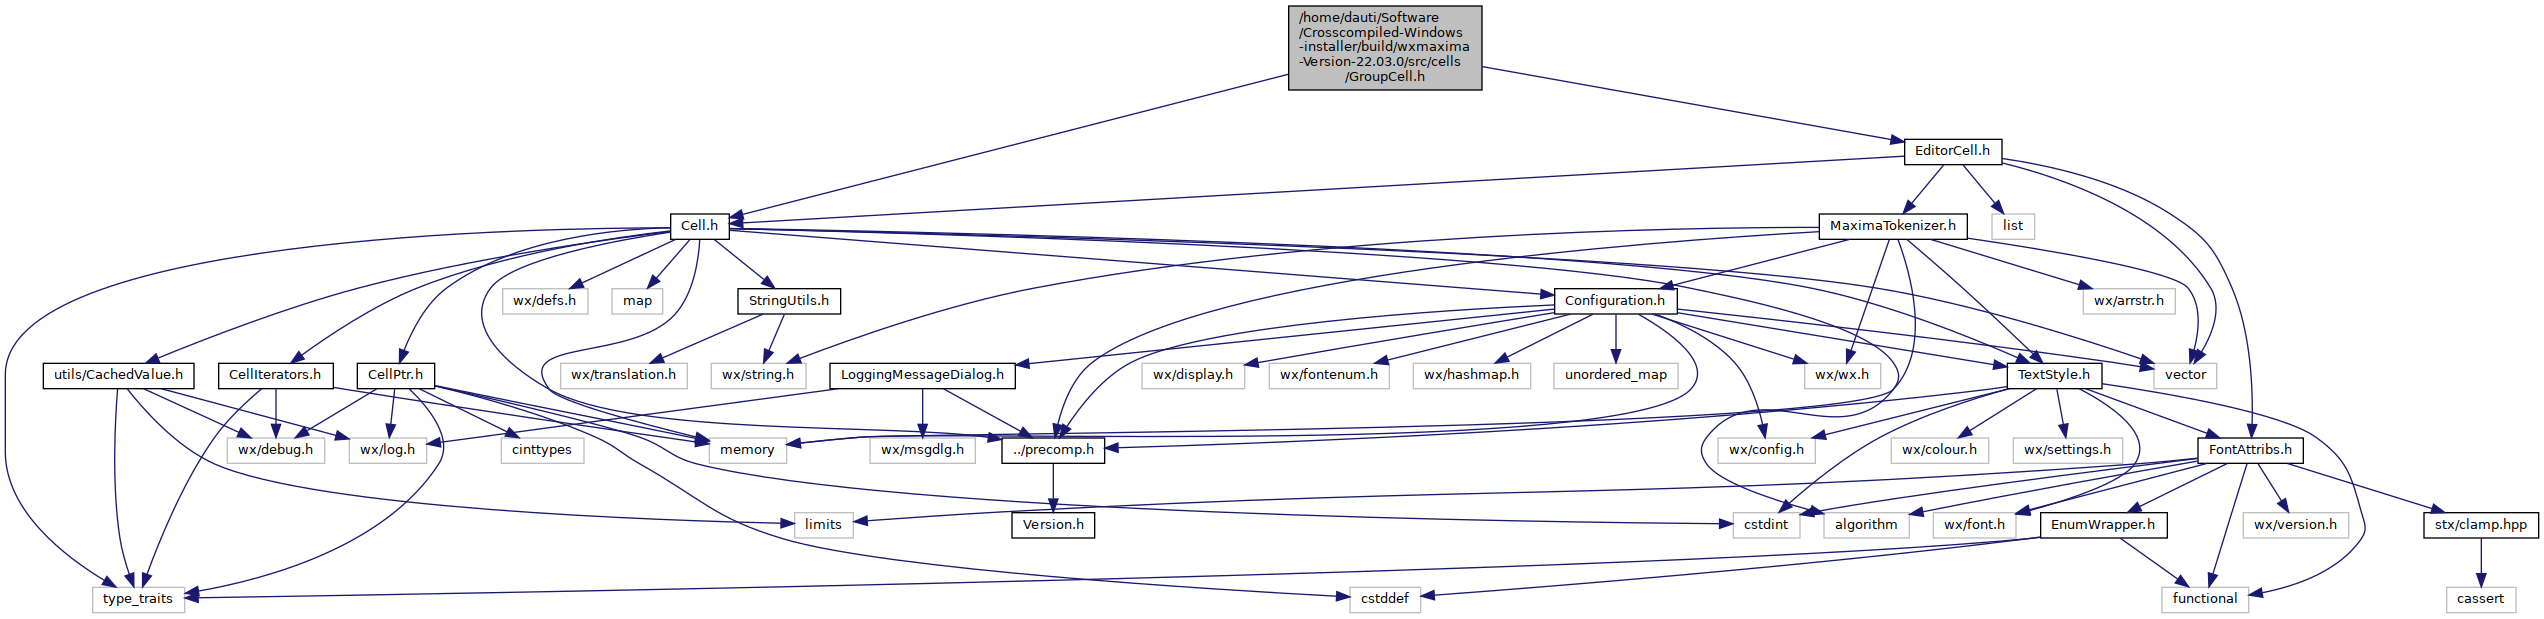 /home/dauti/Software
/Crosscompiled-Windows
-installer/build/wxmaxima
-Version-22.03.0/src/cells
/GroupCell.h
EditorCell.h
Cell.h
MaximaTokenizer.h
list
wx/defs.h
map
StringUtils.h
Configuration.h
wx/arrstr.h
utils/CachedValue.h
CellIterators.h
CellPtr.h
wx/translation.h
wx/string.h
LoggingMessageDialog.h
wx/display.h
wx/fontenum.h
wx/hashmap.h
unordered_map
wx/wx.h
TextStyle.h
vector
wx/debug.h
wx/log.h
cinttypes
memory
wx/msgdlg.h
../precomp.h
wx/config.h
wx/colour.h
wx/settings.h
FontAttribs.h
limits
Version.h
cstdint
algorithm
wx/font.h
EnumWrapper.h
wx/version.h
stx/clamp.hpp
type_traits
cstddef
functional
cassert